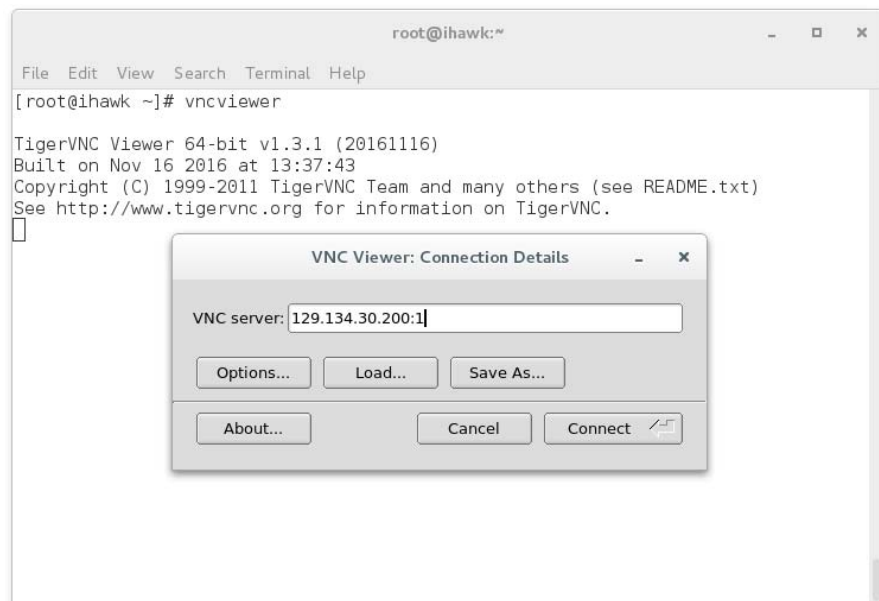 root@ihawk:~
File Edit View Search Terminal Help
[root@ihawk ~]# vncviewer
TigerVNC Viewer 64-bit v1.3.1 (20161116)
Built on Nov 16 2016 at 13:37:43
Copyright (C) 1999-2011 TigerVNC Team and many others (see README.txt)
See http://www.tigervnc.org for information on TigerVNC.
VNC Viewer: Connection Details
VNC server: 129.134.30.200:1
Options... Load... Save As...
About... Cancel Connect